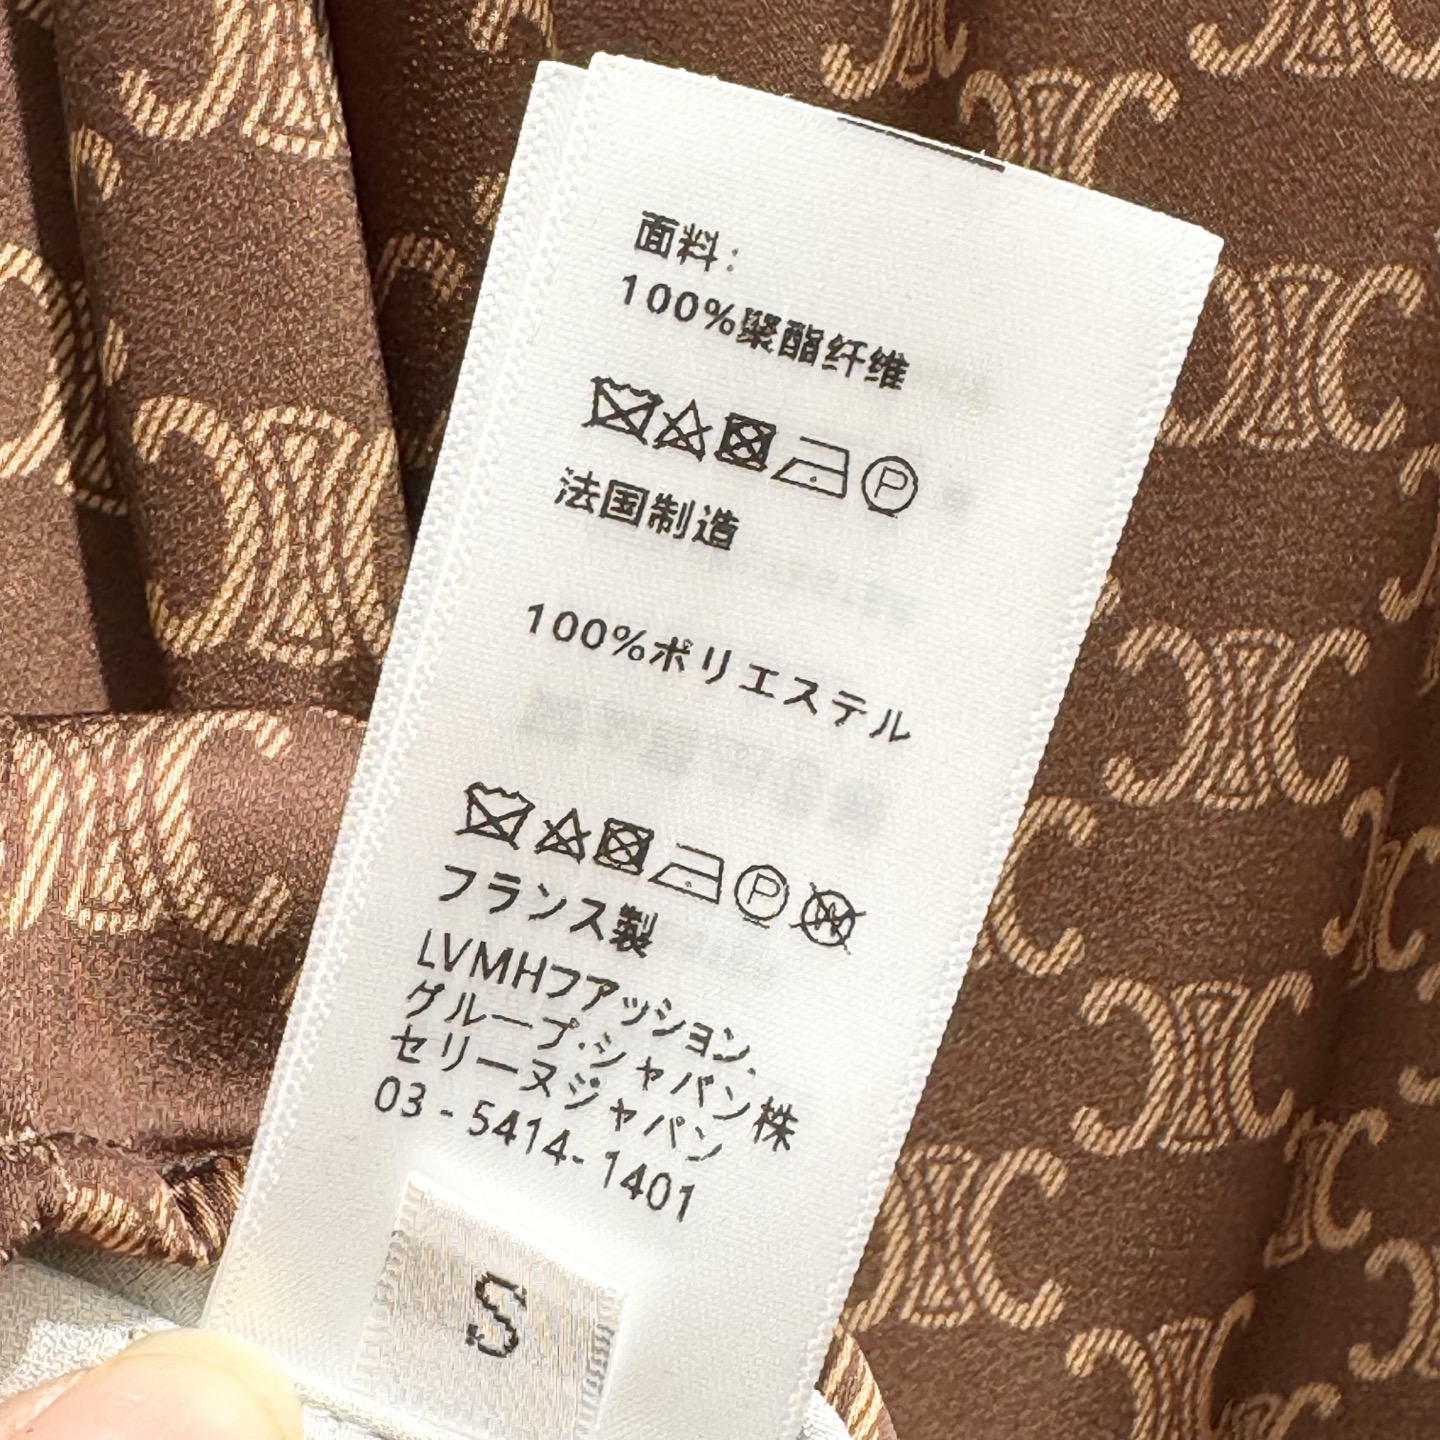 面料：
100%聚酯纤维
P
法国制造
100%ポリエステル
P W
フランス製
LVMHファッション.
グループ.ジャパン株
セリーヌジャパン
03-5414-1401
S